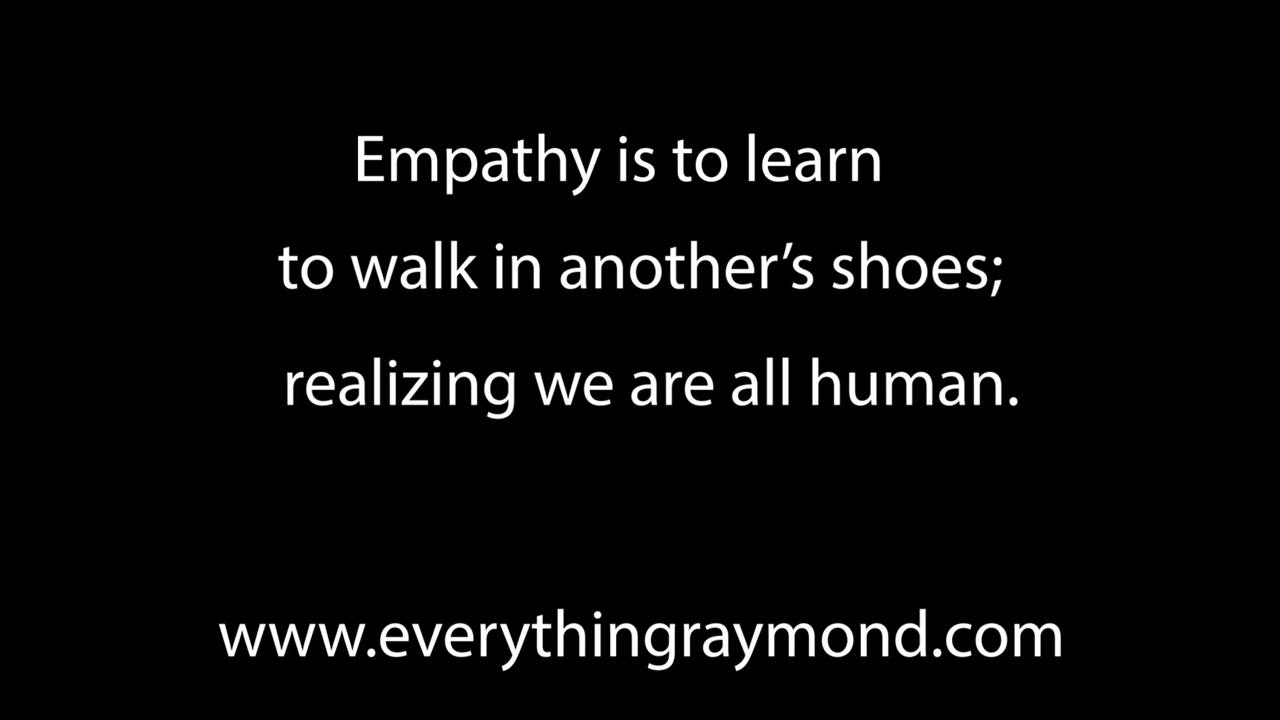 Empathy is to learn
to walk in another’s shoes;
realizing we are all human.
www.everythingraymond.com